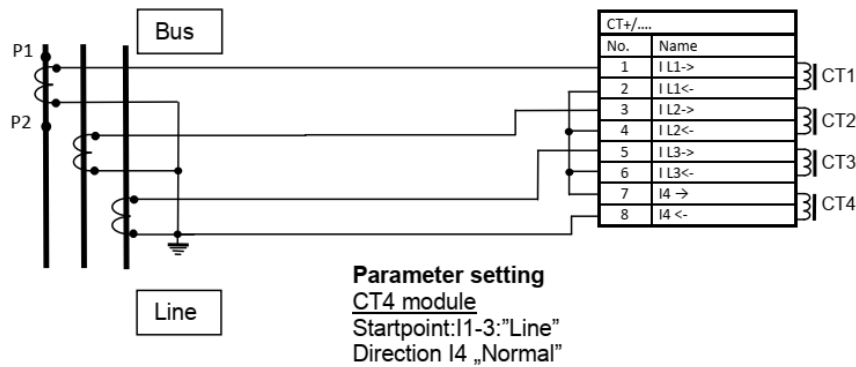 Bus
P1
P2
CT+/....
No. Name
1 I L1->
2 I L1<-
3 I L2->
4 I L2<-
5 I L3->
6 I L3<-
7 I4 →
8 I4 <-
CT1
CT2
CT3
CT4
Line
Parameter setting
CT4 module
Startpoint:I1-3:”Line”
Direction I4 „Normal”